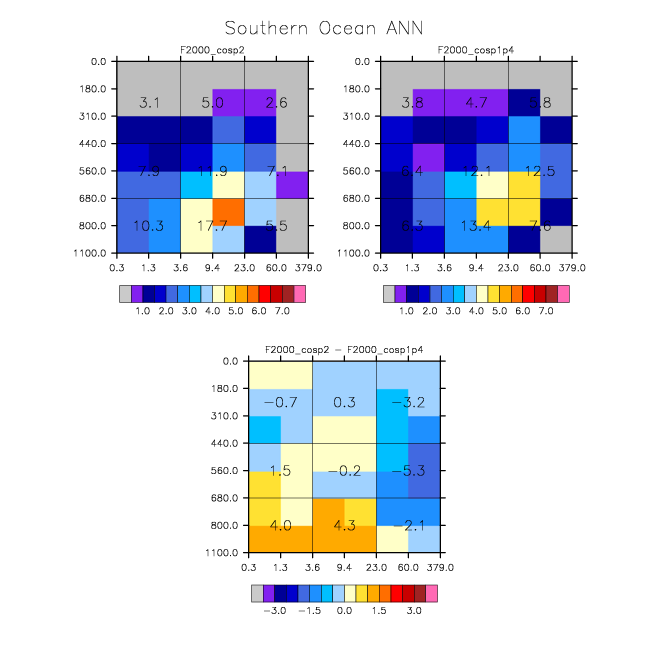 Southern Ocean ANN
F2000_cosp2
F2000_cosp1p4
0.0
180.0
310.0
440.0
560.0
680.0
800.0
1100.0
3.1 5.0 2.6
7.9 11.9 7.1
10.3 17.7 5.5
0.3 1.3 3.6 9.4 23.0 60.0 379.0
1.0 2.0 3.0 4.0 5.0 6.0 7.0
0.0
180.0
310.0
440.0
560.0
680.0
800.0
1100.0
3.8 4.7 5.8
6.4 12.1 12.5
6.3 13.4 7.6
0.3 1.3 3.6 9.4 23.0 60.0 379.0
1.0 2.0 3.0 4.0 5.0 6.0 7.0
F2000_cosp2 − F2000_cosp1p4
0.0
180.0
310.0
440.0
560.0
680.0
800.0
1100.0
−0.7 0.3 −3.2
1.5 −0.2 −5.3
4.0 4.3 −2.1
0.3 1.3 3.6 9.4 23.0 60.0 379.0
−3.0 −1.5 0.0 1.5 3.0